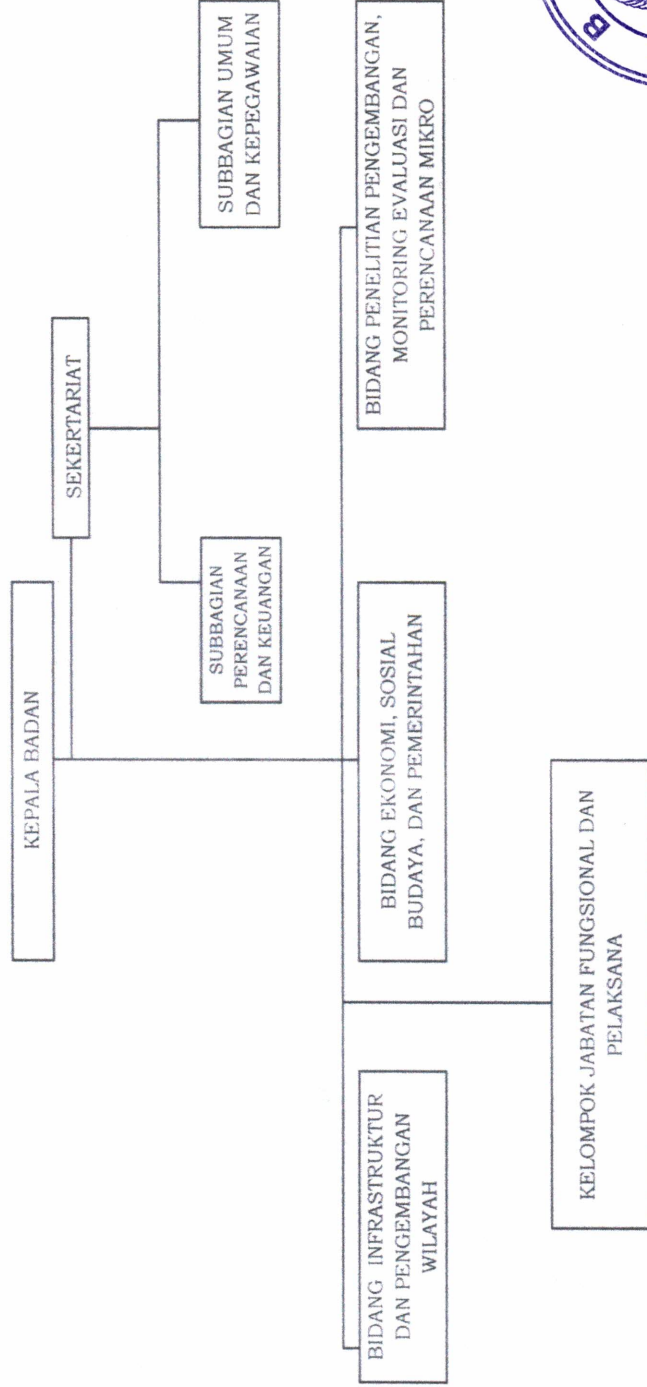 KEPALA BADAN
SEKERTARIAT
SUBBAGIAN
PERENCANAAN
DAN KEUANGAN
SUBBAGIAN UMUM
DAN KEPEGAWAIAN
BIDANG INFRASTRUKTUR
DAN PENGEMBANGAN
WILAYAH
BIDANG EKONOMI, SOSIAL
BUDAYA, DAN PEMERINTAHAN
BIDANG PENELITIAN PENGEMBANGAN,
MONITORING EVALUASI DAN
PERENCANAAN MIKRO
KELOMPOK JABATAN FUNGSIONAL DAN
PELAKSANA
B